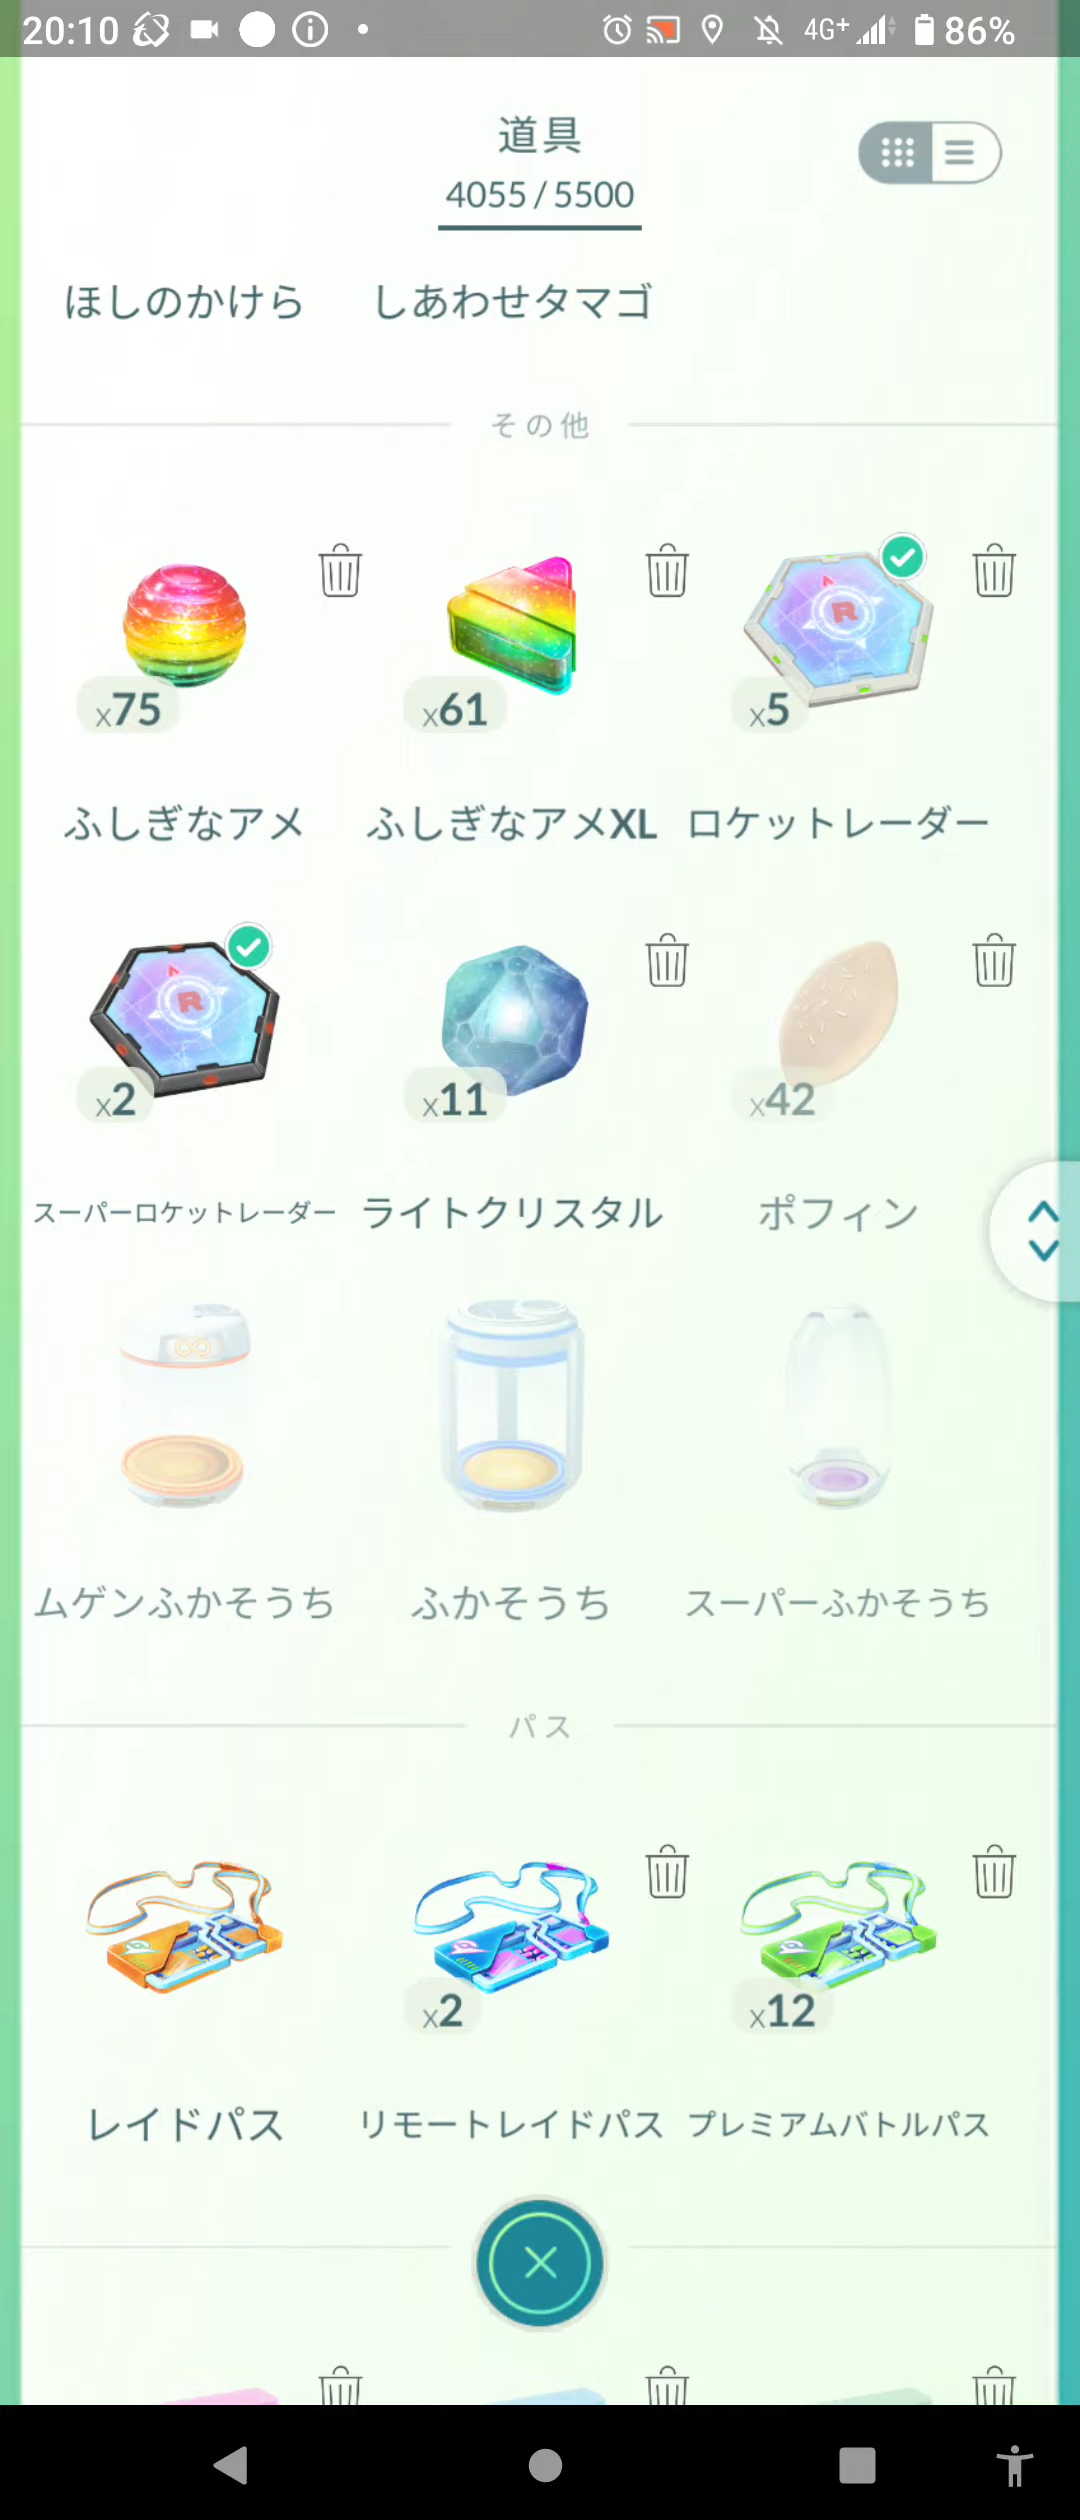 20:10 4G+ 86%
道具
4055/5500
ほしのかけら しあわせタマゴ
その他
x75 x61 x5
ふしぎなアメ ふしぎなアメXL ロケットレーダー
x2 x11 x42
スーパーロケットレーダー ライトクリスタル ポフィン
ムゲンふかそうち ふかそうち スーパーふかそうち
パス
x2 x12
レイドパス リモートレイドパス プレミアムバトルパス